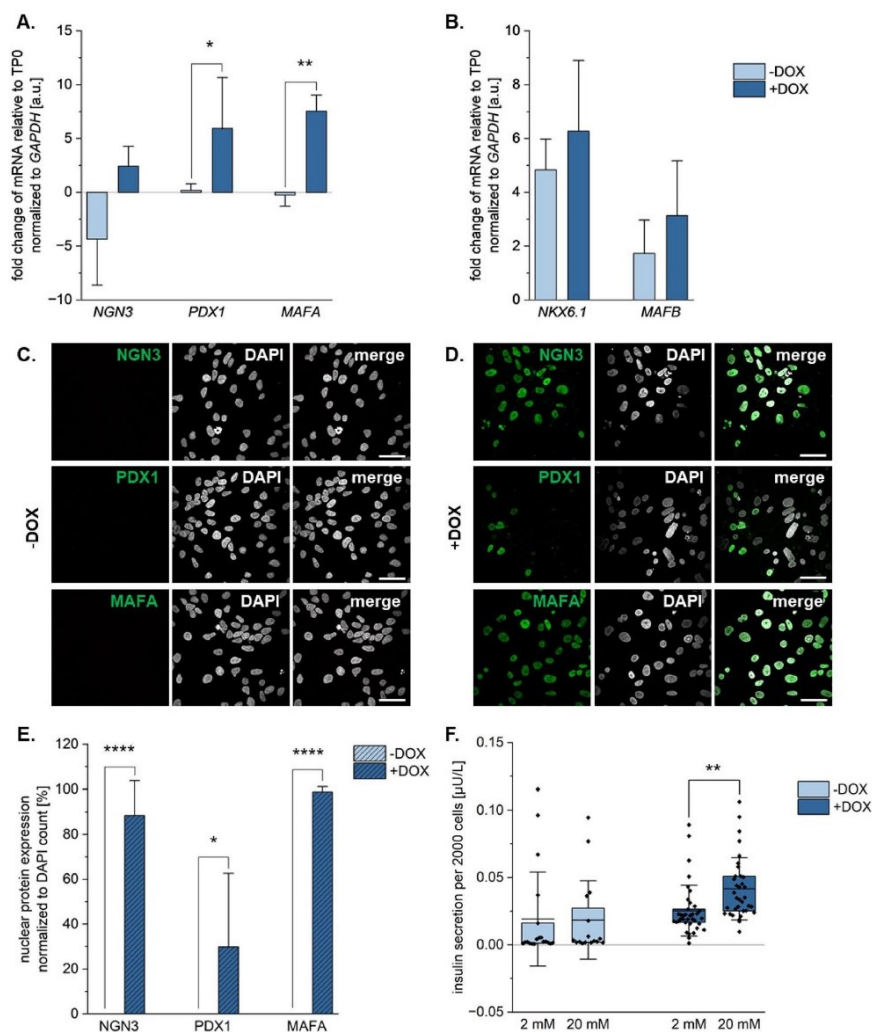 A.
fold change of mRNA relative to TP0
normalized to GAPDH [a.u.]
15
10
5
0
−5
−10
*
**
NGN3 PDX1 MAFA
B.
fold change of mRNA relative to TP0
normalized to GAPDH [a.u.]
10
8
6
4
2
0
NKX6.1 MAFB
-DOX
+DOX
C.
-DOX
NGN3 DAPI merge
PDX1 DAPI merge
MAFA DAPI merge
D.
+DOX
NGN3 DAPI merge
PDX1 DAPI merge
MAFA DAPI merge
E.
nuclear protein expression
normalized to DAPI count [%]
120
100
80
60
40
20
0
****
*
****
NGN3 PDX1 MAFA
-DOX
+DOX
F.
insulin secretion per 2000 cells [µU/L]
0.15
0.10
0.05
0.00
−0.05
**
2 mM 20 mM 2 mM 20 mM
-DOX
+DOX